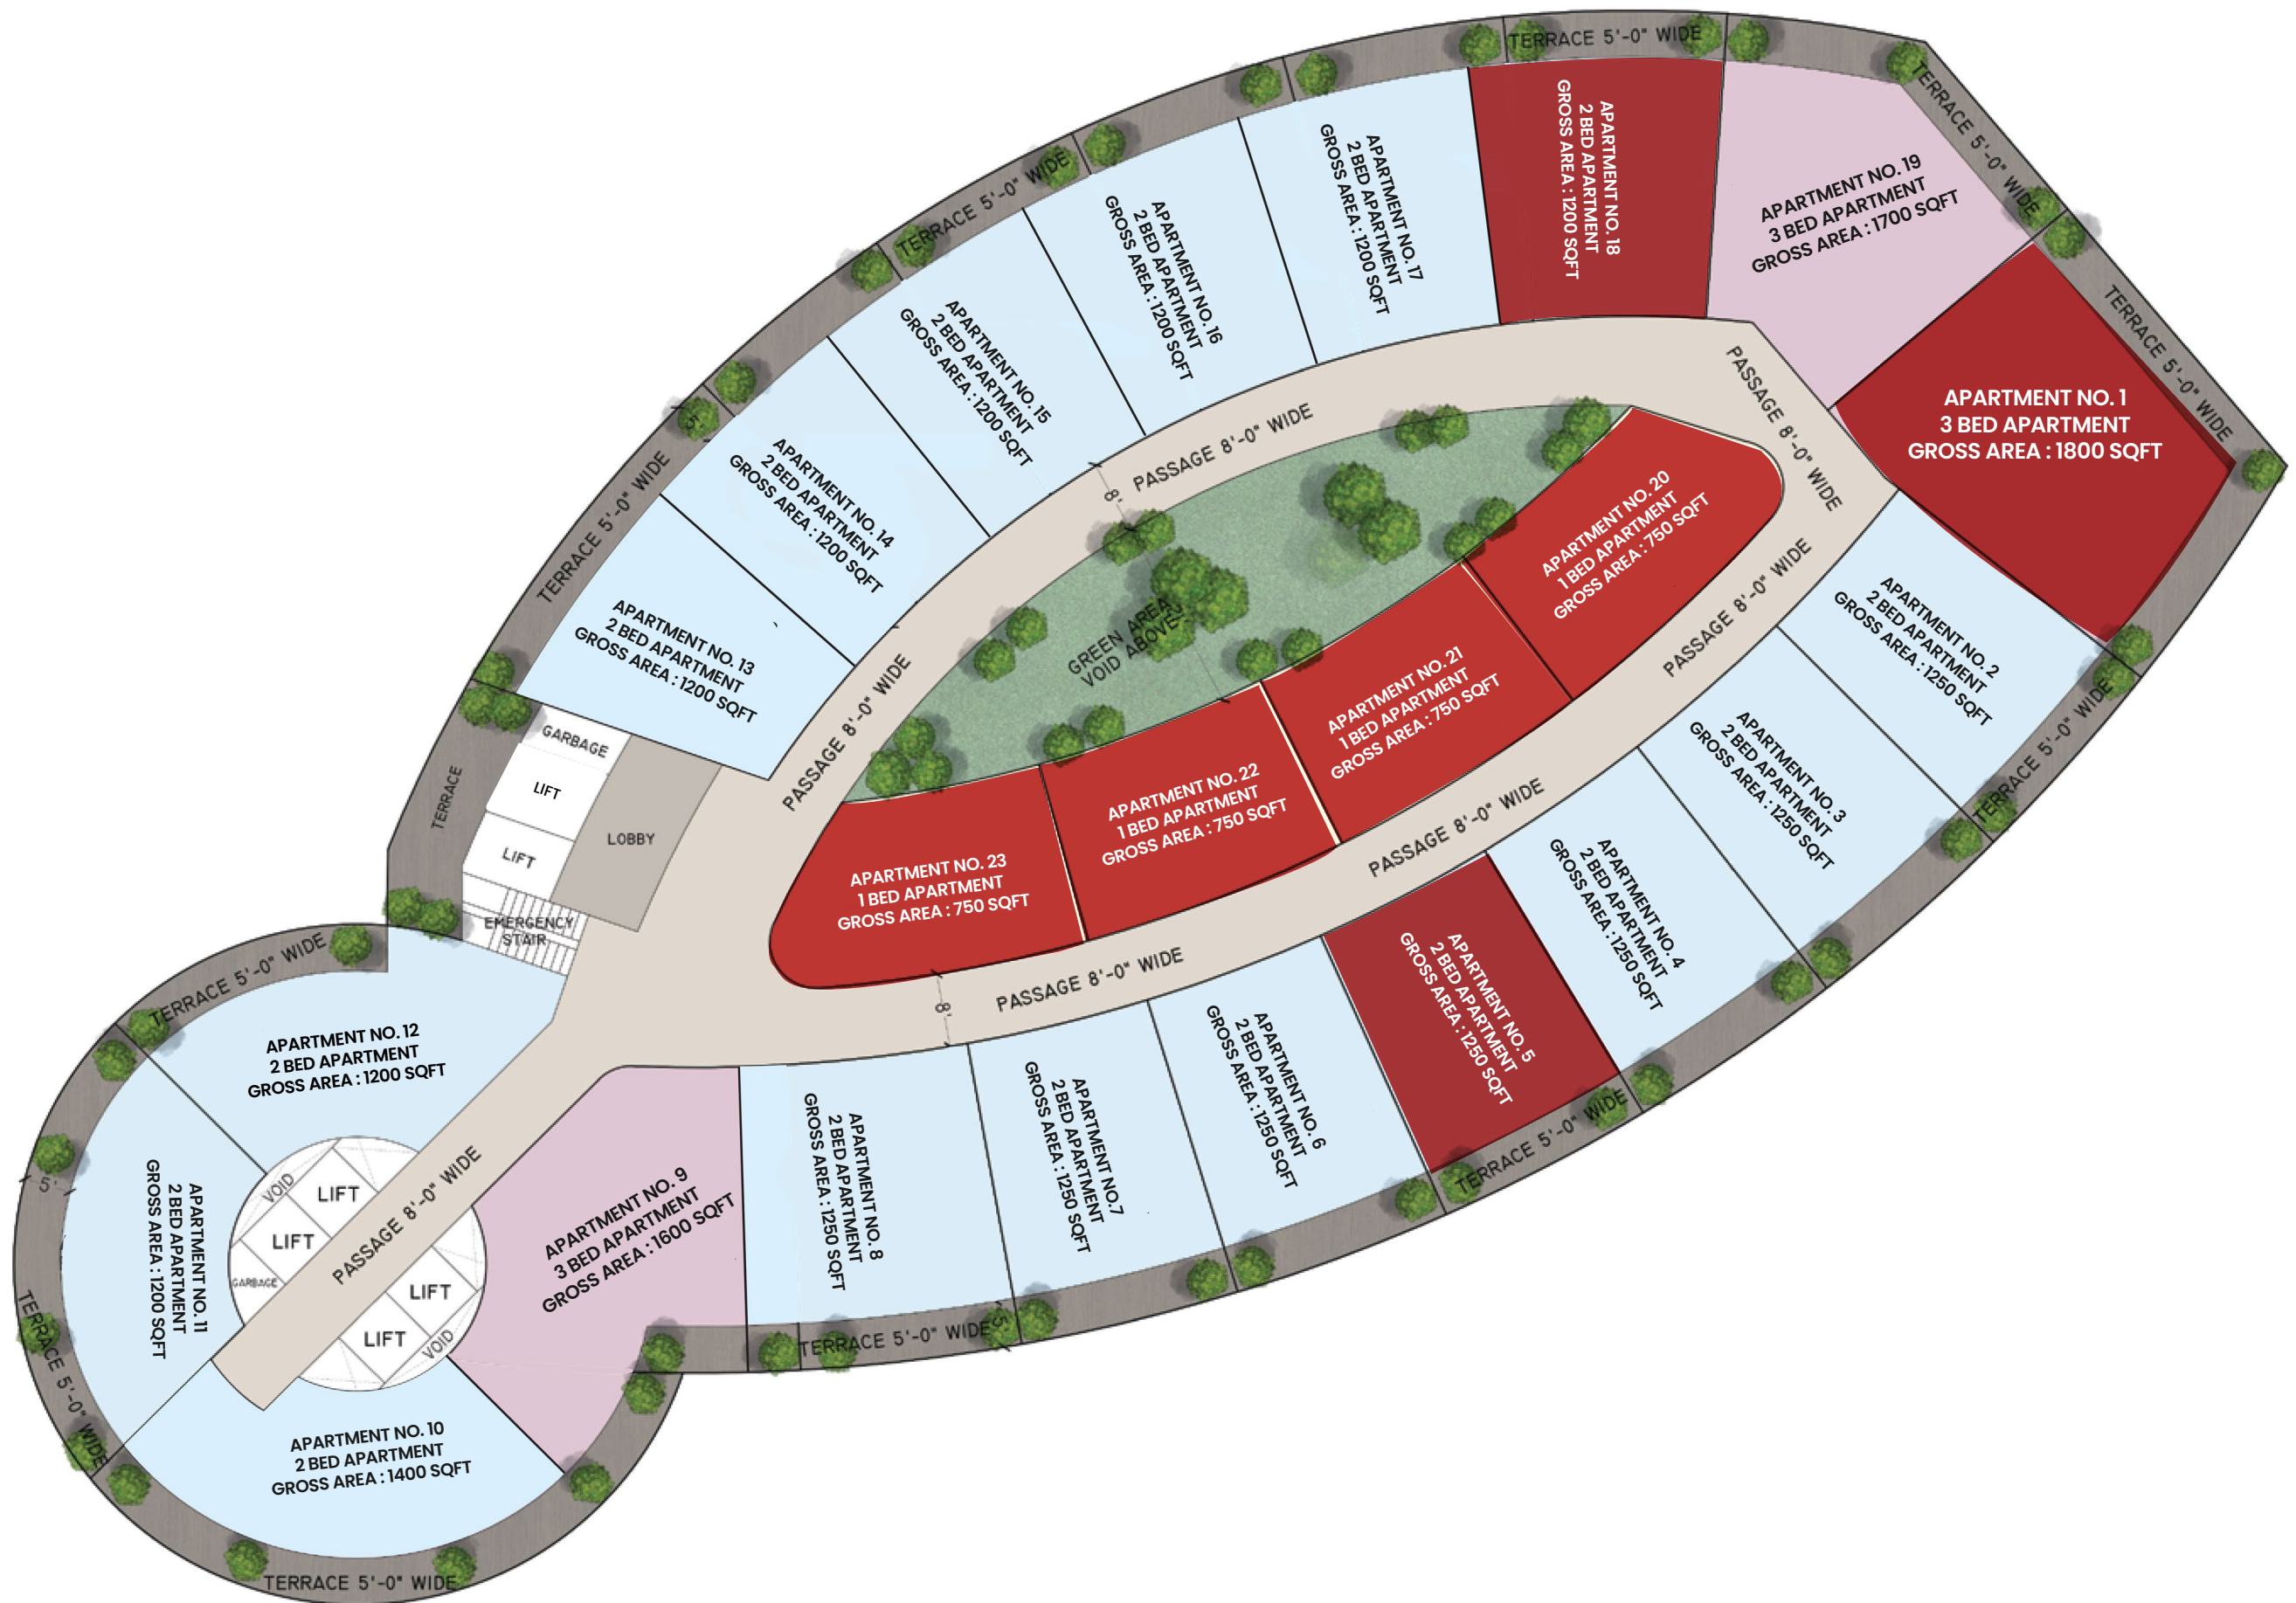 TERRACE 5'-0" WIDE
TERRACE 5'-0" WIDE
APARTMENT NO. 18
2 BED APARTMENT
GROSS AREA : 1200 SQFT
APARTMENT NO. 19
3 BED APARTMENT
GROSS AREA : 1700 SQFT
TERRACE 5'-0" WIDE
APARTMENT NO. 17
2 BED APARTMENT
GROSS AREA : 1200 SQFT
APARTMENT NO. 16
2 BED APARTMENT
GROSS AREA : 1200 SQFT
APARTMENT NO. 15
2 BED APARTMENT
GROSS AREA : 1200 SQFT
TERRACE 5'-0" WIDE
APARTMENT NO. 1
3 BED APARTMENT
GROSS AREA : 1800 SQFT
PASSAGE 8'-0" WIDE
PASSAGE 8'-0" WIDE
8'
5'
TERRACE 5'-0" WIDE
APARTMENT NO. 14
2 BED APARTMENT
GROSS AREA : 1200 SQFT
APARTMENT NO. 20
1 BED APARTMENT
GROSS AREA : 750 SQFT
PASSAGE 8'-0" WIDE
APARTMENT NO. 2
2 BED APARTMENT
GROSS AREA : 1250 SQFT
APARTMENT NO. 13
2 BED APARTMENT
GROSS AREA : 1200 SQFT
GREEN AREA
VOID ABOVE
PASSAGE 8'-0" WIDE
APARTMENT NO. 21
1 BED APARTMENT
GROSS AREA : 750 SQFT
APARTMENT NO. 3
2 BED APARTMENT
GROSS AREA : 1250 SQFT
TERRACE 5'-0" WIDE
GARBAGE
LIFT
LIFT
LOBBY
TERRACE
EMERGENCY
STAIR
APARTMENT NO. 22
1 BED APARTMENT
GROSS AREA : 750 SQFT
PASSAGE 8'-0" WIDE
APARTMENT NO. 23
1 BED APARTMENT
GROSS AREA : 750 SQFT
APARTMENT NO. 4
2 BED APARTMENT
GROSS AREA : 1250 SQFT
PASSAGE 8'-0" WIDE
8'
APARTMENT NO. 5
2 BED APARTMENT
GROSS AREA : 1250 SQFT
TERRACE 5'-0" WIDE
TERRACE 5'-0" WIDE
APARTMENT NO. 12
2 BED APARTMENT
GROSS AREA : 1200 SQFT
APARTMENT NO. 6
2 BED APARTMENT
GROSS AREA : 1250 SQFT
APARTMENT NO.7
2 BED APARTMENT
GROSS AREA : 1250 SQFT
APARTMENT NO. 8
2 BED APARTMENT
GROSS AREA : 1250 SQFT
APARTMENT NO. 9
3 BED APARTMENT
GROSS AREA : 1600 SQFT
PASSAGE 8'-0" WIDE
VOID
LIFT
LIFT
GARBAGE
LIFT
LIFT
VOID
APARTMENT NO. 11
2 BED APARTMENT
GROSS AREA : 1200 SQFT
5'
TERRACE 5'-0" WIDE
TERRACE 5'-0" WIDE
5'
APARTMENT NO. 10
2 BED APARTMENT
GROSS AREA : 1400 SQFT
TERRACE 5'-0" WIDE